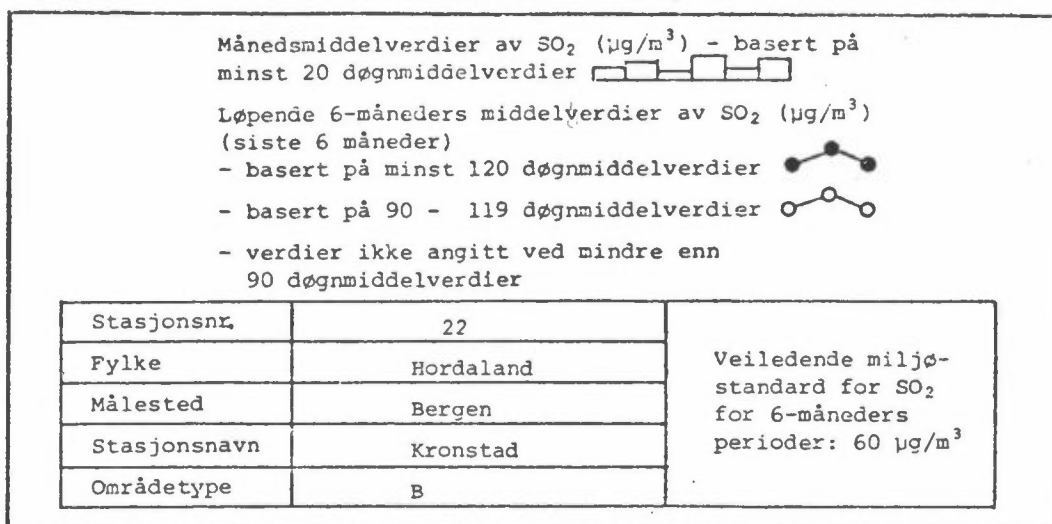 Månedsmiddelverdier av SO₂ (µg/m³) - basert på
minst 20 døgnmiddelverdier
Løpende 6-måneders middelverdier av SO₂ (µg/m³)
(siste 6 måneder)
- basert på minst 120 døgnmiddelverdier
- basert på 90 - 119 døgnmiddelverdier
- verdier ikke angitt ved mindre enn
90 døgnmiddelverdier
Stasjonsnr. 22
Fylke Hordaland
Målested Bergen
Stasjonsnavn Kronstad
Områdetype B
Veiledende miljø-
standard for SO₂
for 6-måneders
perioder: 60 µg/m³